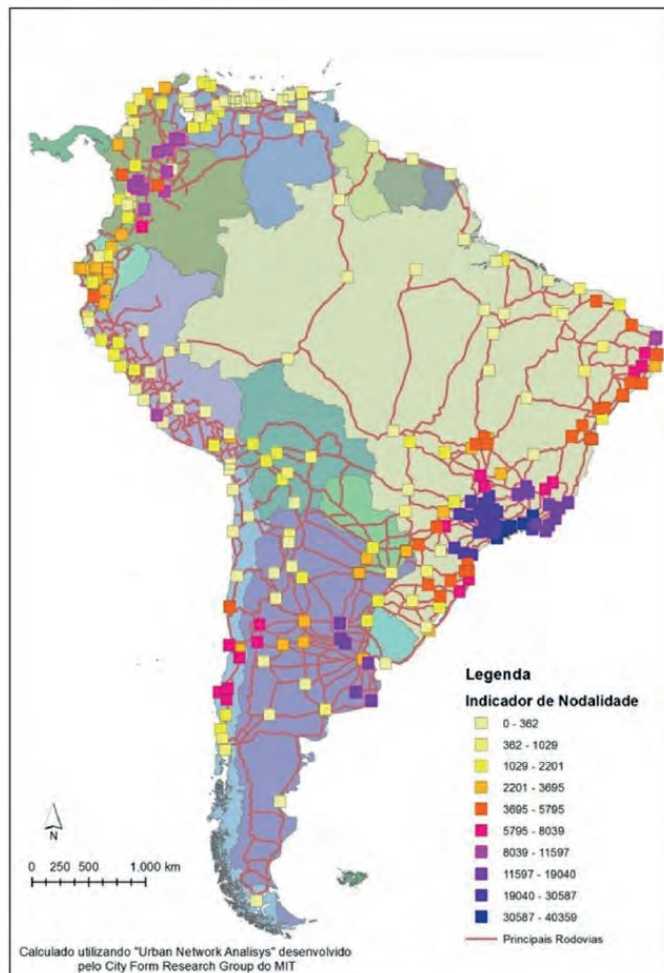 Legenda
Indicador de Nodalidade
0 - 362
362 - 1029
1029 - 2201
2201 - 3695
3695 - 5795
5795 - 8039
8039 - 11597
11597 - 19040
19040 - 30587
30587 - 40359
Principais Rodovias
N
0 250 500 1.000 km
Calculado utilizando "Urban Network Analisys" desenvolvido
pelo City Form Research Group do MIT